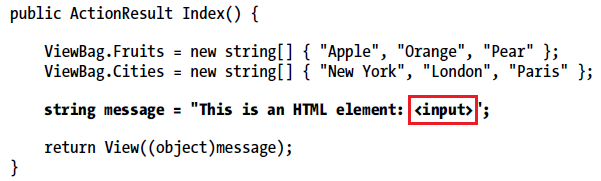 public ActionResult Index() {
ViewBag.Fruits = new string[] { "Apple", "Orange", "Pear" };
ViewBag.Cities = new string[] { "New York", "London", "Paris" };
string message = "This is an HTML element: <input>";
return View((object)message);
}